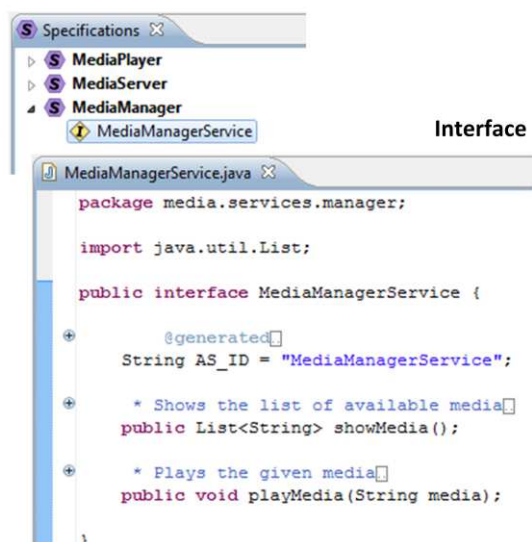 Specifications
MediaPlayer
MediaServer
MediaManager
MediaManagerService
Interface
MediaManagerService.java
package media.services.manager;
import java.util.List;
public interface MediaManagerService {
@generated
String AS_ID = "MediaManagerService";
* Shows the list of available media
public List<String> showMedia();
* Plays the given media
public void playMedia(String media);
}